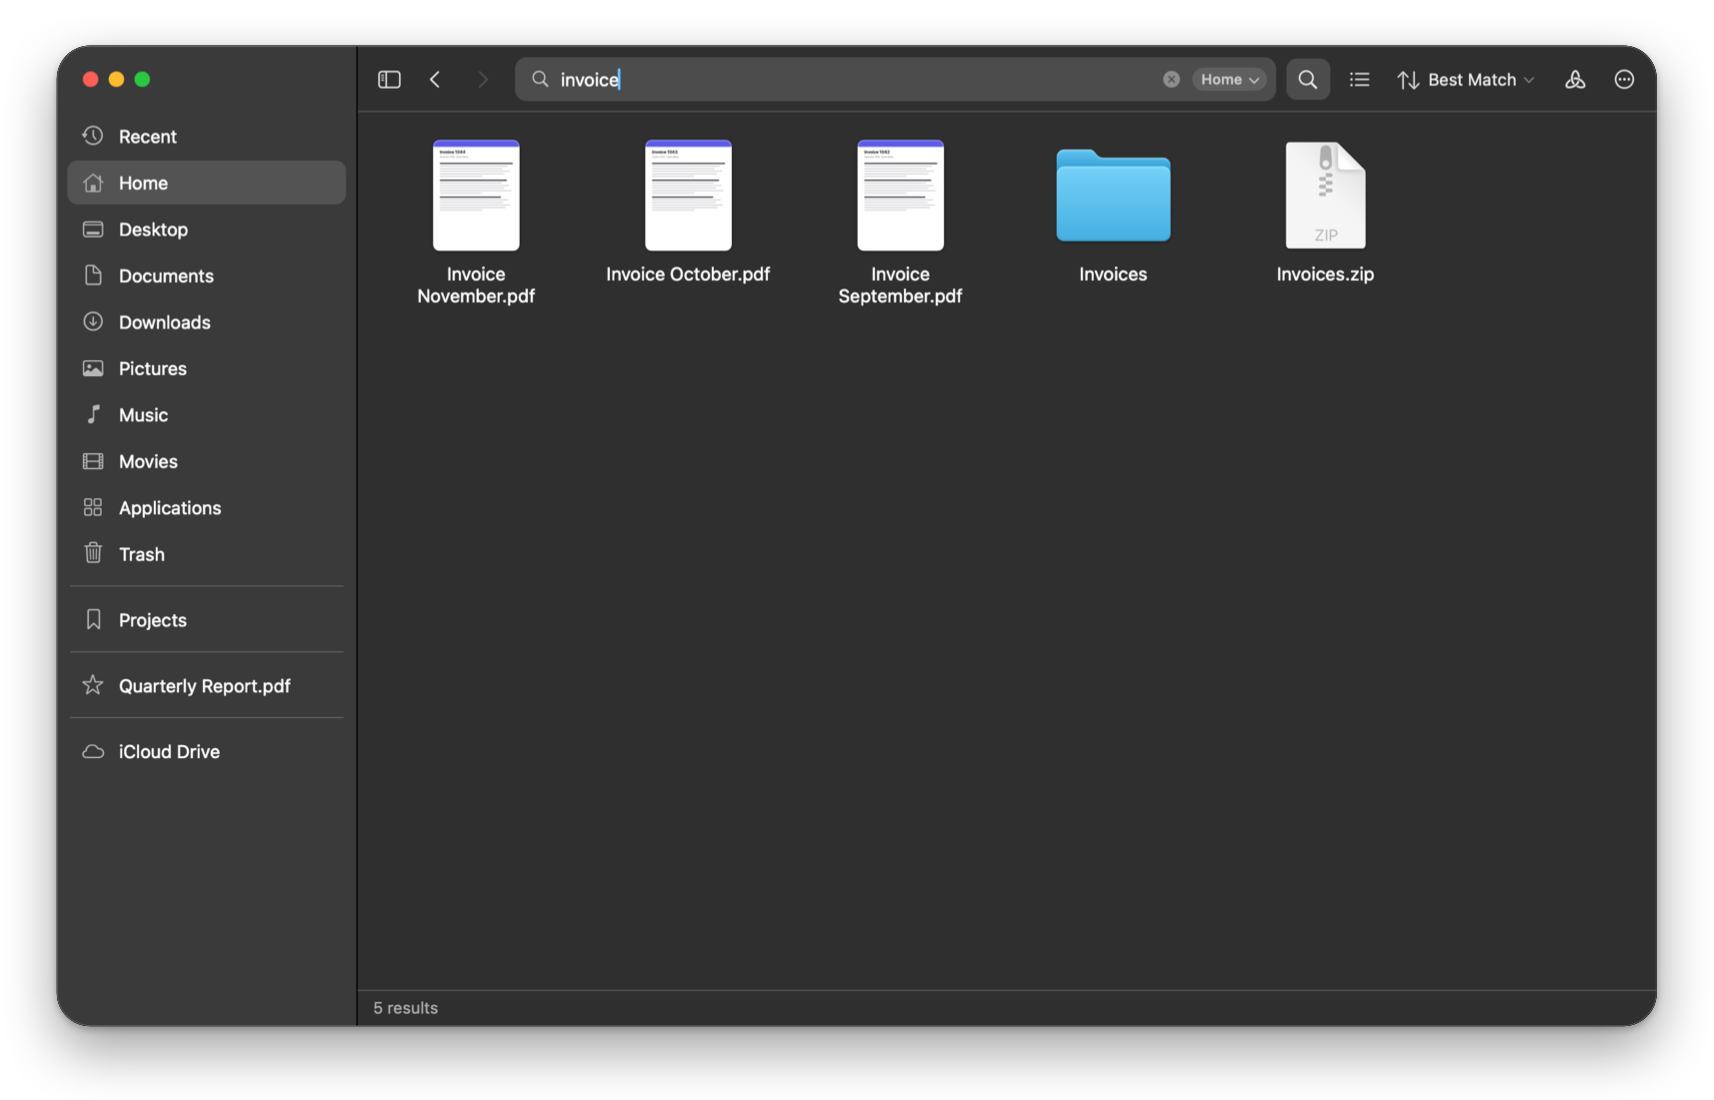 invoice
Home
Best Match
Recent
Home
Desktop
Documents
Downloads
Pictures
Music
Movies
Applications
Trash
Projects
Quarterly Report.pdf
iCloud Drive
Invoice
November.pdf
Invoice October.pdf
Invoice
September.pdf
Invoices
ZIP
Invoices.zip
5 results